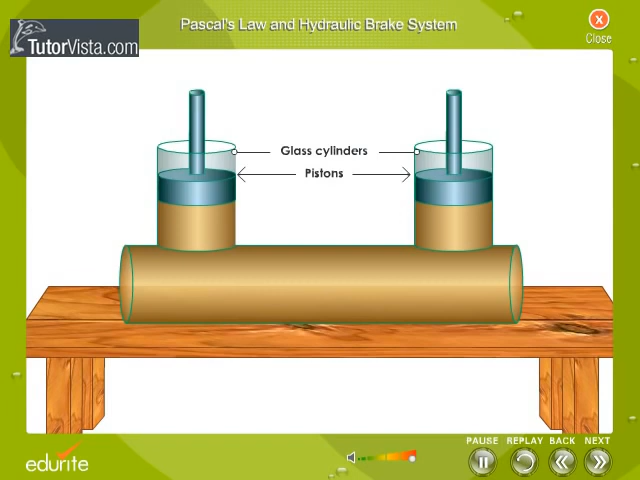 Pascal's Law and Hydraulic Brake System
Close
TutorVista.com
Glass cylinders
Pistons
PAUSE REPLAY BACK NEXT
edurite